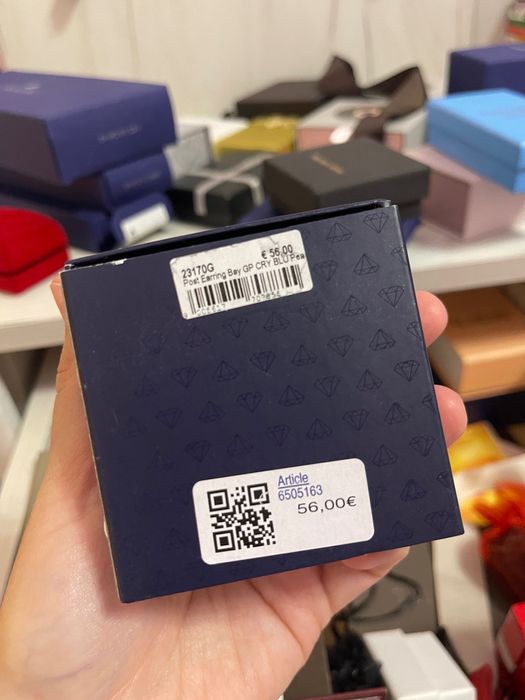 23170G
€ 56.00
Post Earring Bay GP CRY BLU Pea
Article
6505163
56,00€